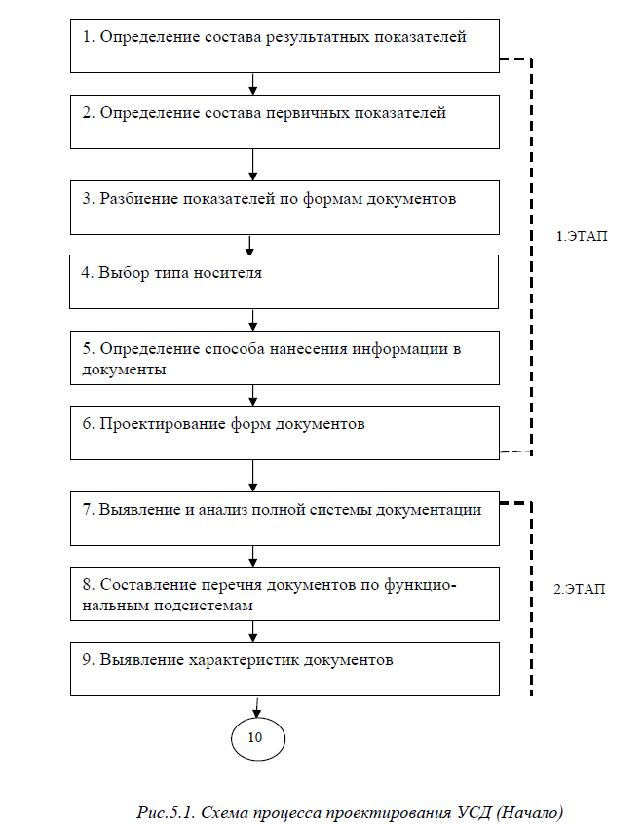 1. Определение состава результатных показателей
2. Определение состава первичных показателей
3. Разбиение показателей по формам документов
1.ЭТАП
4. Выбор типа носителя
5. Определение способа нанесения информации в
документы
6. Проектирование форм документов
7. Выявление и анализ полной системы документации
8. Составление перечня документов по функцио-
нальным подсистемам
2.ЭТАП
9. Выявление характеристик документов
10
Рис.5.1. Схема процесса проектирования УСД (Начало)